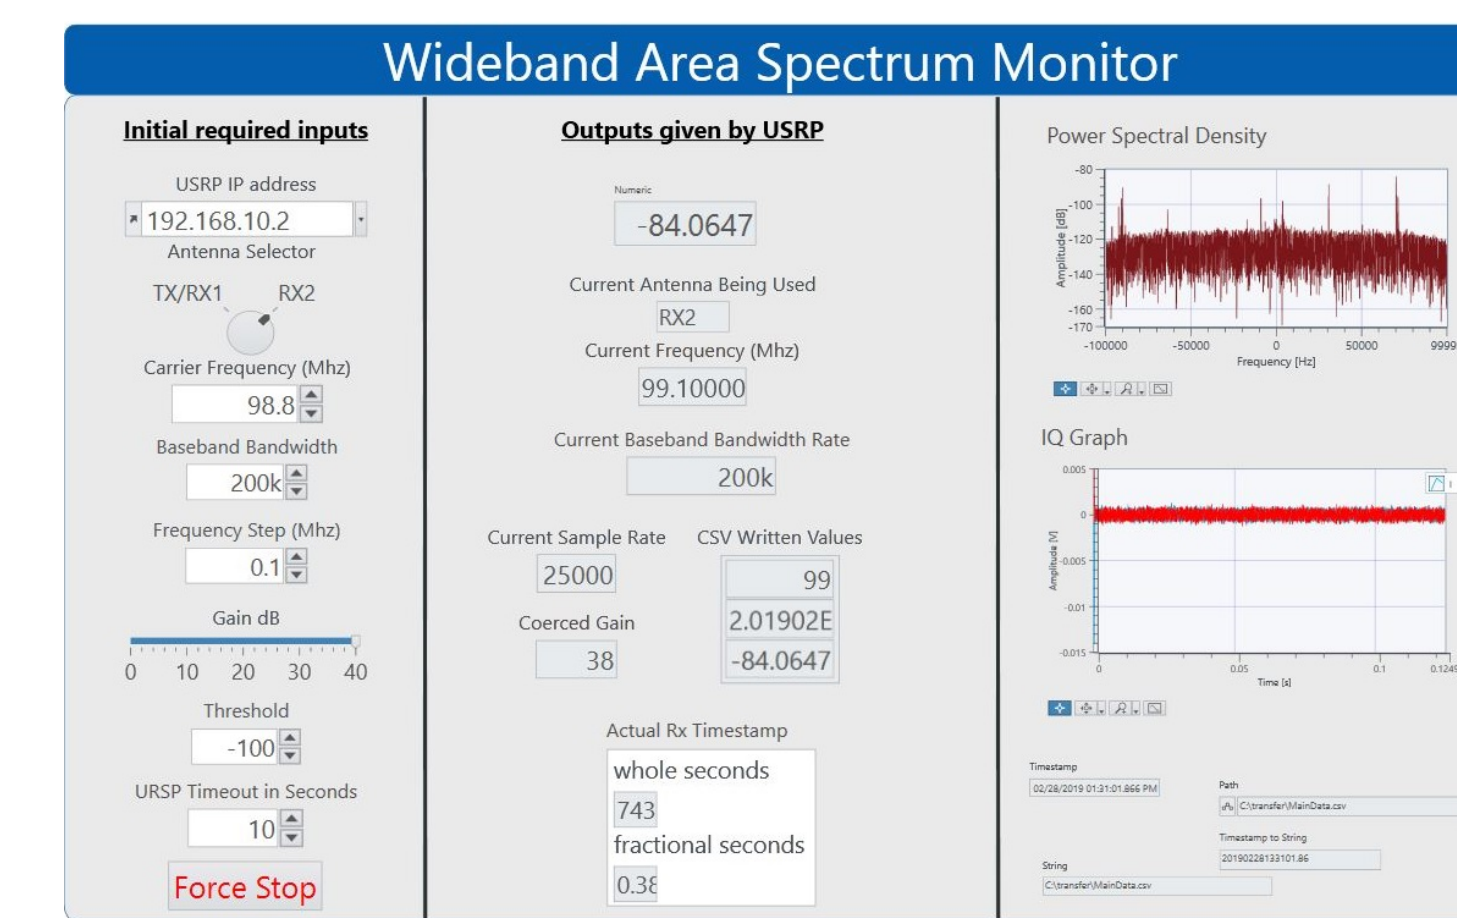 Wideband Area Spectrum Monitor
Initial required inputs
USRP IP address
192.168.10.2
Antenna Selector
TX/RX1 RX2
Carrier Frequency (Mhz)
98.8
Baseband Bandwidth
200k
Frequency Step (Mhz)
0.1
Gain dB
0 10 20 30 40
Threshold
-100
URSP Timeout in Seconds
10
Force Stop
Outputs given by USRP
Numeric
-84.0647
Current Antenna Being Used
RX2
Current Frequency (Mhz)
99.10000
Current Baseband Bandwidth Rate
200k
Current Sample Rate CSV Written Values
25000
99
2.01902E
-84.0647
Coerced Gain
38
Actual Rx Timestamp
whole seconds
743
fractional seconds
0.38
Power Spectral Density
-80
-100
-120
-140
-160
-170
Amplitude [dB]
-100000 -50000 0 50000 9999
Frequency [Hz]
IQ Graph
0.005
0
-0.005
-0.01
-0.015
Amplitude [V]
I
0 0.05 0.1 0.1249
Time [s]
Timestamp
02/28/2019 01:31:01.866 PM
Path
C:\transfer\MainData.csv
Timestamp to String
20190228133101.86
String
C:\transfer\MainData.csv